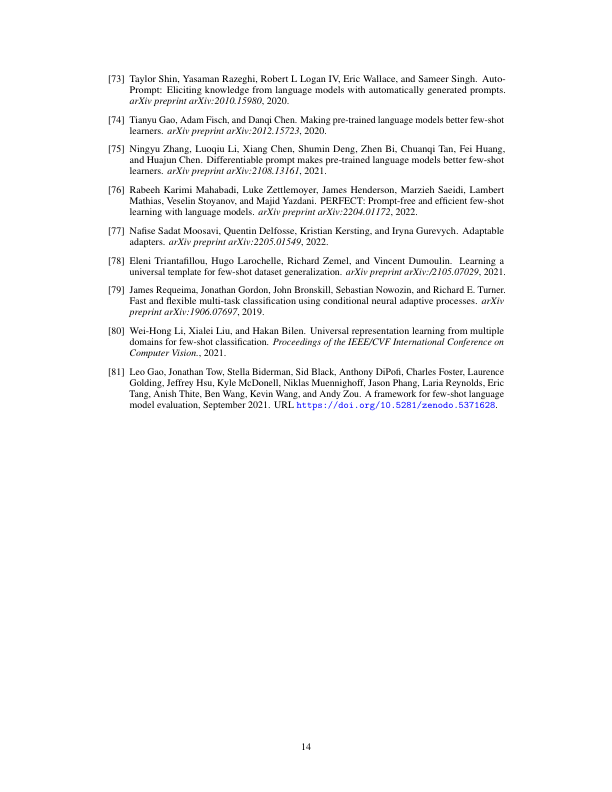 [73] Taylor Shin, Yasaman Razeghi, Robert L Logan IV, Eric Wallace, and Sameer Singh. Auto-
Prompt: Eliciting knowledge from language models with automatically generated prompts.
arXiv preprint arXiv:2010.15980, 2020.
[74] Tianyu Gao, Adam Fisch, and Danqi Chen. Making pre-trained language models better few-shot
learners. arXiv preprint arXiv:2012.15723, 2020.
[75] Ningyu Zhang, Luoqiu Li, Xiang Chen, Shumin Deng, Zhen Bi, Chuanqi Tan, Fei Huang,
and Huajun Chen. Differentiable prompt makes pre-trained language models better few-shot
learners. arXiv preprint arXiv:2108.13161, 2021.
[76] Rabeeh Karimi Mahabadi, Luke Zettlemoyer, James Henderson, Marzieh Saeidi, Lambert
Mathias, Veselin Stoyanov, and Majid Yazdani. PERFECT: Prompt-free and efficient few-shot
learning with language models. arXiv preprint arXiv:2204.01172, 2022.
[77] Nafise Sadat Moosavi, Quentin Delfosse, Kristian Kersting, and Iryna Gurevych. Adaptable
adapters. arXiv preprint arXiv:2205.01549, 2022.
[78] Eleni Triantafillou, Hugo Larochelle, Richard Zemel, and Vincent Dumoulin. Learning a
universal template for few-shot dataset generalization. arXiv preprint arXiv:/2105.07029, 2021.
[79] James Requeima, Jonathan Gordon, John Bronskill, Sebastian Nowozin, and Richard E. Turner.
Fast and flexible multi-task classification using conditional neural adaptive processes. arXiv
preprint arXiv:1906.07697, 2019.
[80] Wei-Hong Li, Xialei Liu, and Hakan Bilen. Universal representation learning from multiple
domains for few-shot classification. Proceedings of the IEEE/CVF International Conference on
Computer Vision., 2021.
[81] Leo Gao, Jonathan Tow, Stella Biderman, Sid Black, Anthony DiPofi, Charles Foster, Laurence
Golding, Jeffrey Hsu, Kyle McDonell, Niklas Muennighoff, Jason Phang, Laria Reynolds, Eric
Tang, Anish Thite, Ben Wang, Kevin Wang, and Andy Zou. A framework for few-shot language
model evaluation, September 2021. URL https://doi.org/10.5281/zenodo.5371628.
14